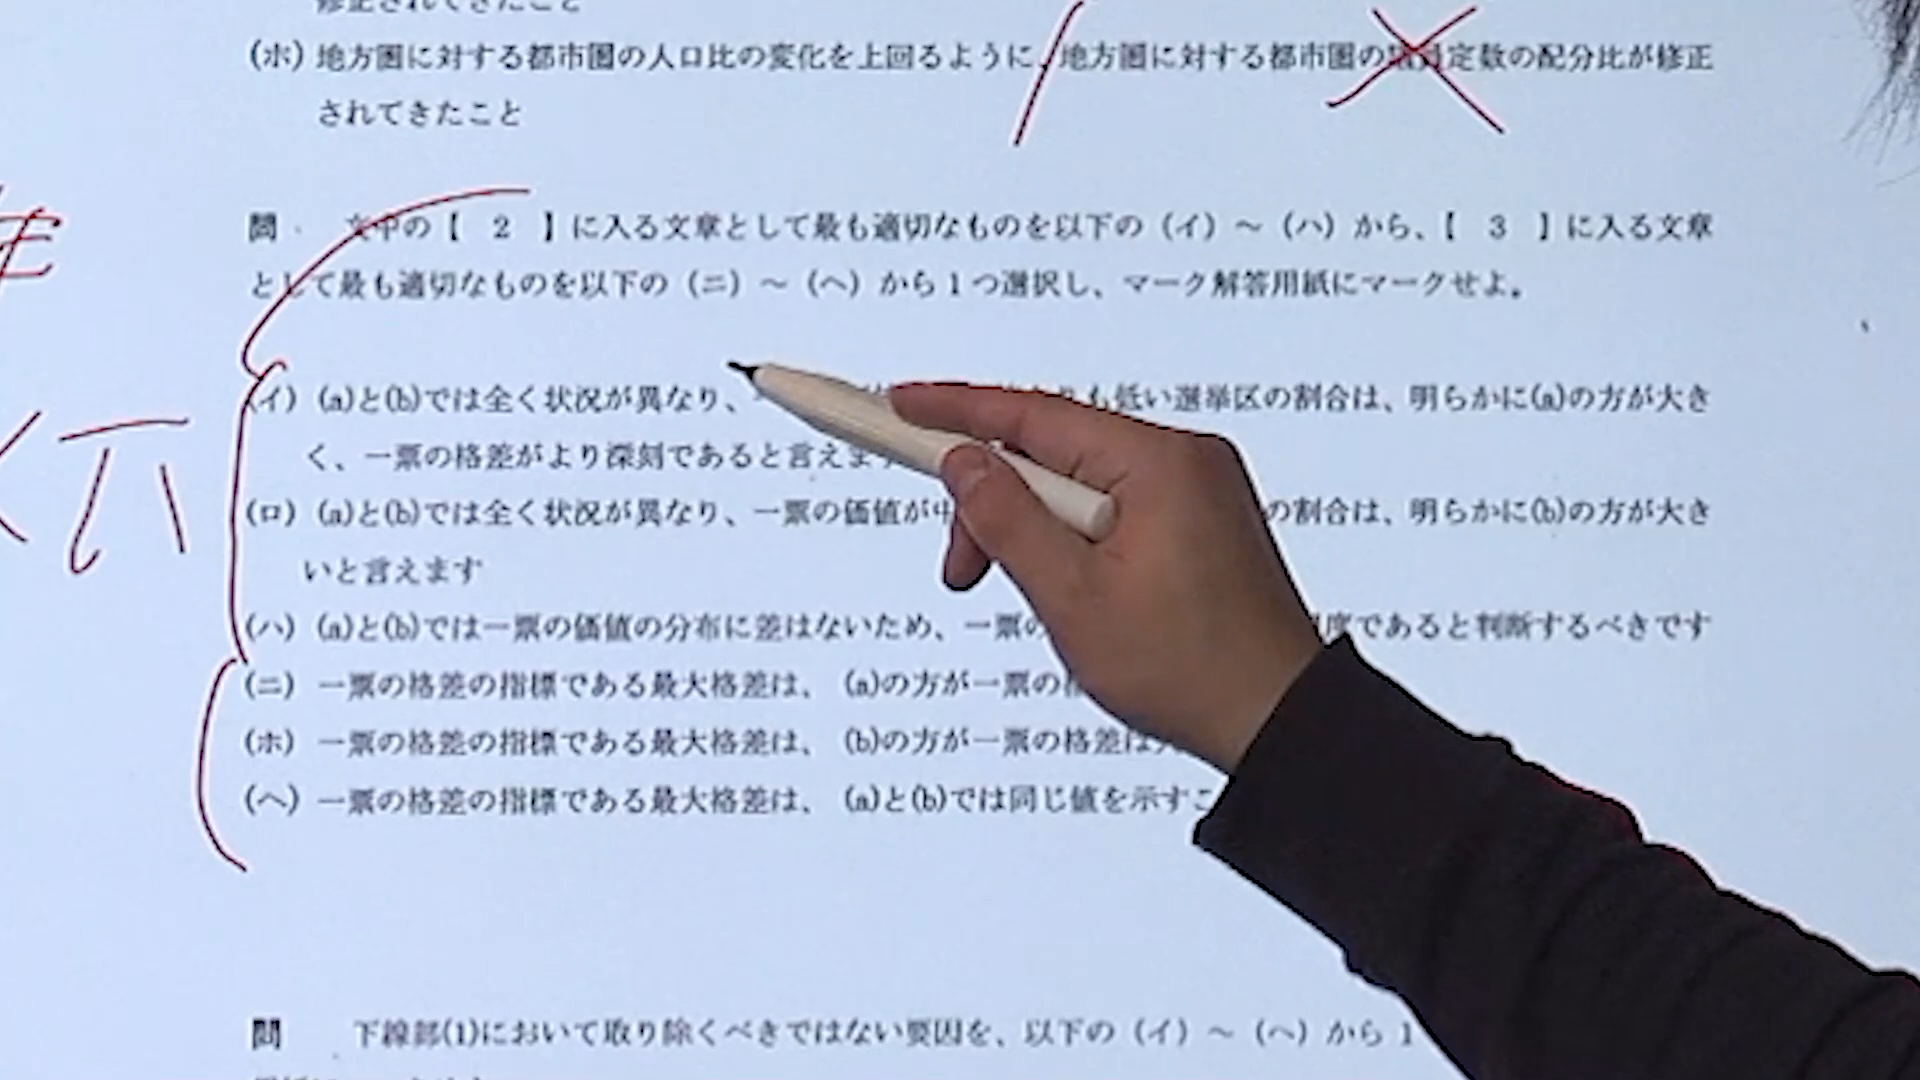 修正されてきたこと
(ホ) 地方圏に対する都市圏の人口比の変化を上回るように、地方圏に対する都市圏の議員定数の配分比が修正
されてきたこと
問 文中の【 2 】に入る文章として最も適切なものを以下の（イ）～（ハ）から、【 3 】に入る文章
として最も適切なものを以下の（ニ）～（ヘ）から1つ選択し、マーク解答用紙にマークせよ。
(イ) (a)と(b)では全く状況が異なり、 も低い選挙区の割合は、明らかに(a)の方が大き
く、一票の格差がより深刻であると言えます
(ロ) (a)と(b)では全く状況が異なり、一票の価値が の割合は、明らかに(b)の方が大き
いと言えます
(ハ) (a)と(b)では一票の価値の分布に差はないため、一票の 程度であると判断するべきです
(ニ) 一票の格差の指標である最大格差は、 (a)の方が一票の
(ホ) 一票の格差の指標である最大格差は、 (b)の方が一票の格差は
(ヘ) 一票の格差の指標である最大格差は、 (a)と(b)では同じ値を示すこ
問 下線部(1)において取り除くべきではない要因を、以下の（イ）～（ヘ）から1